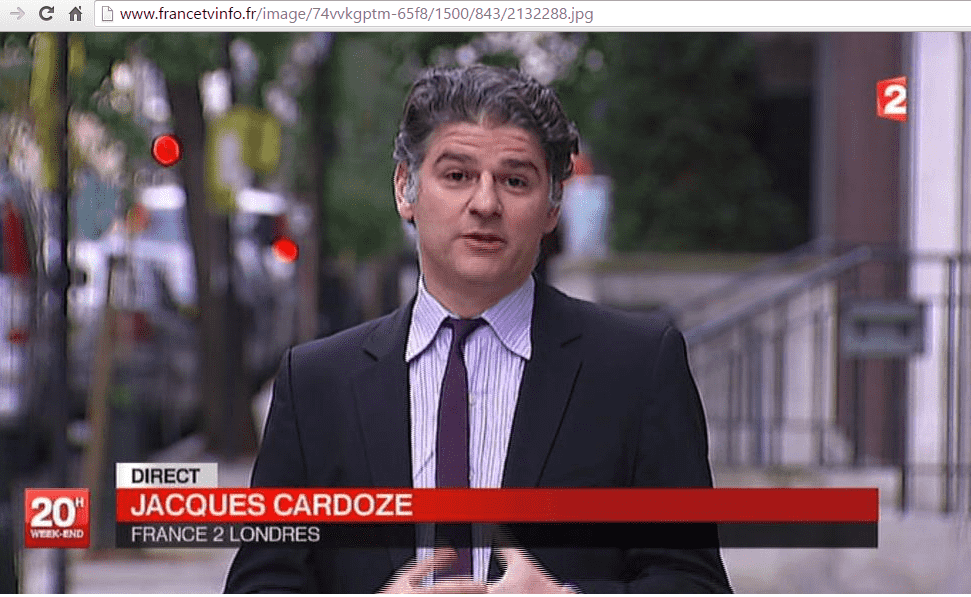 www.francetvinfo.fr/image/74vvkgptm-65f8/1500/843/2132288.jpg
2
DIRECT
JACQUES CARDOZE
20H
WEEK-END
FRANCE 2 LONDRES